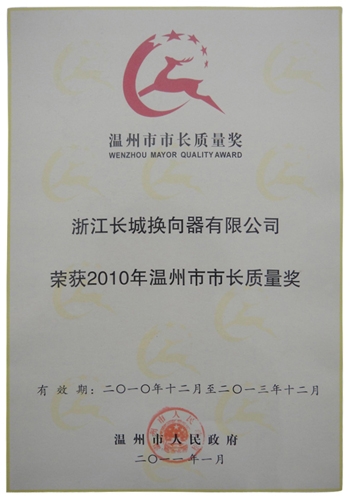 温州市市长质量奖
WENZHOU MAYOR QUALITY AWARD
浙江长城换向器有限公司
荣获2010年温州市市长质量奖
有 效 期：二〇一〇年十二月至二〇一三年十二月
温州市人民政府
二〇一一年一月